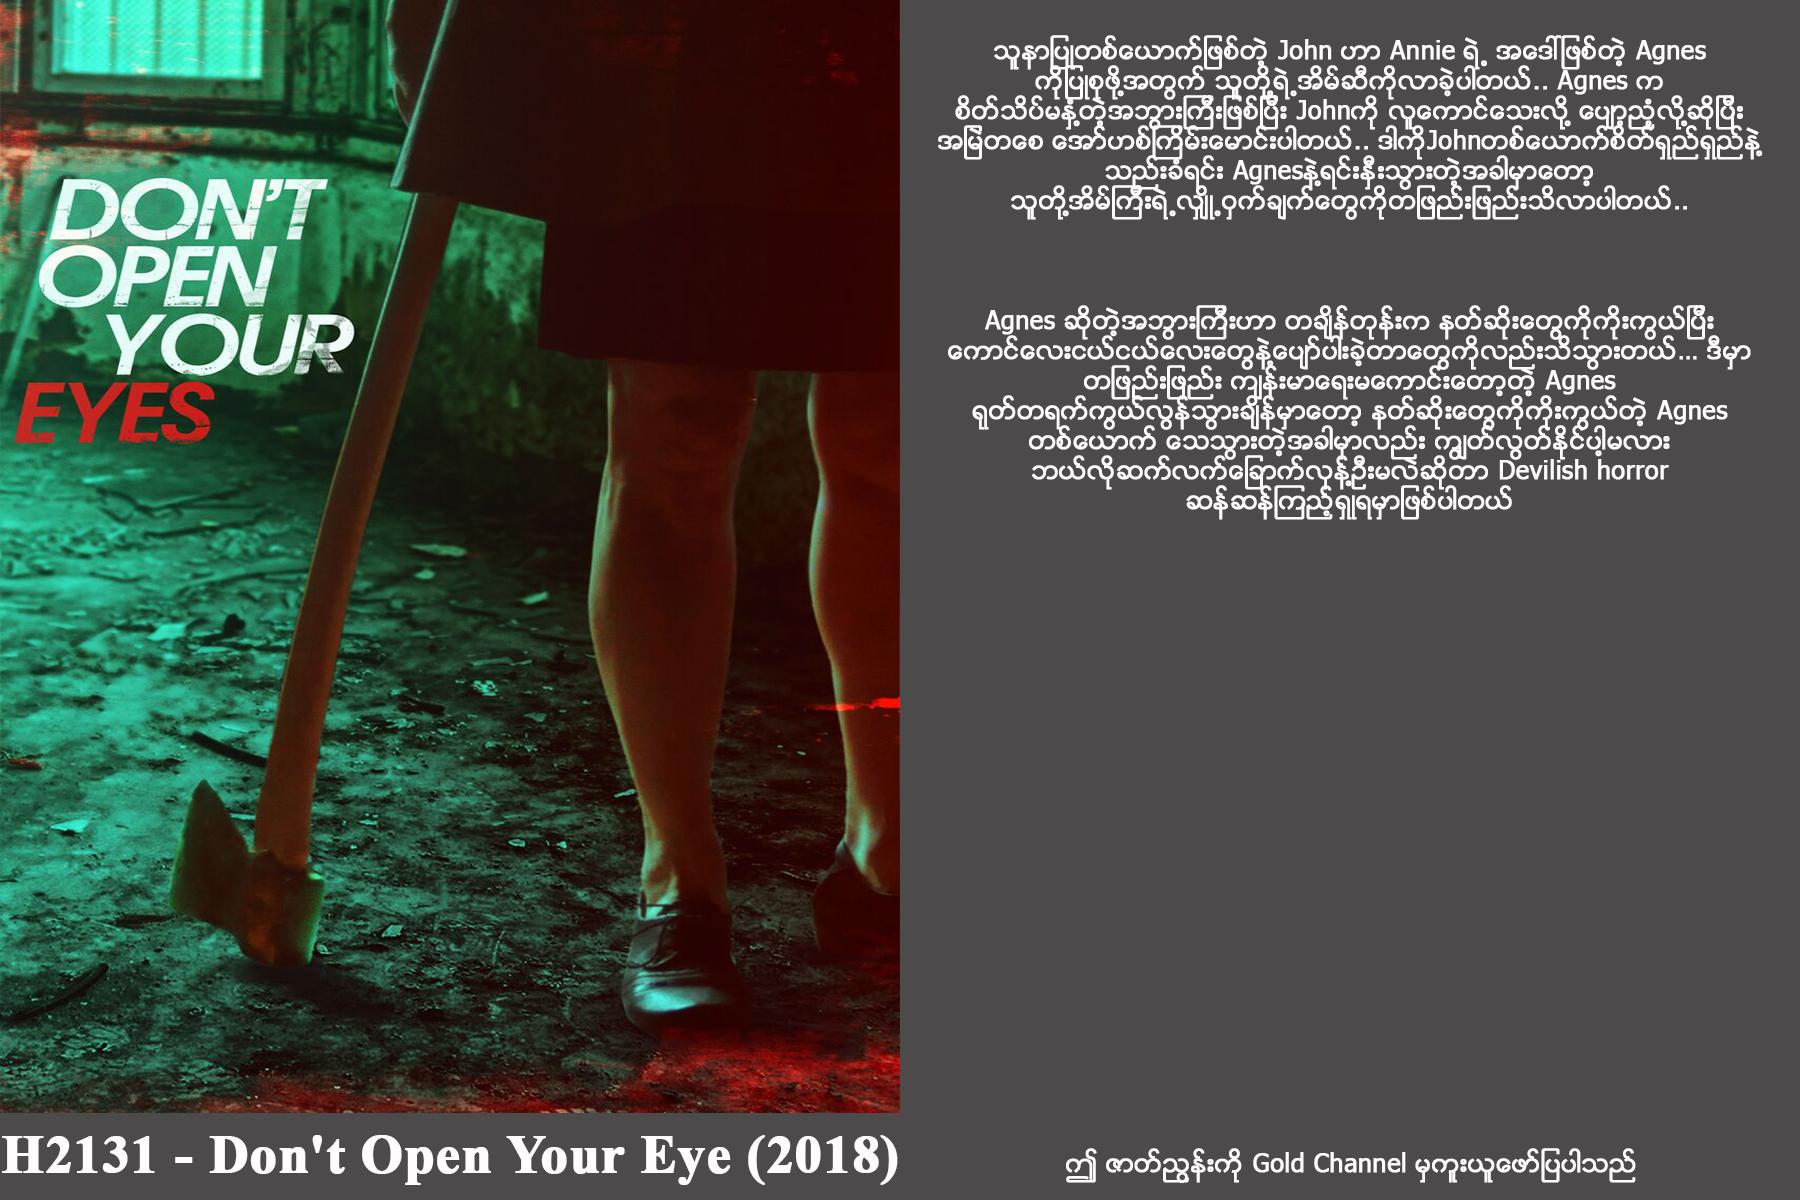 DON'T
OPEN
YOUR
EYES
H2131 - Don't Open Your Eye (2018)
သူနာပြုတစ်ယောက်ဖြစ်တဲ့ John ဟာ Annie ရဲ့ အဒေါ်ဖြစ်တဲ့ Agnes
ကိုပြုစုဖို့အတွက် သူတို့ရဲ့အိမ်ဆီကိုလာခဲ့ပါတယ်.. Agnes က
စိတ်သိပ်မနှံ့တဲ့အဘွားကြီးဖြစ်ပြီး Johnကို လူကောင်သေးလို့ ပျော့ညံ့လို့ဆိုပြီး
အမြဲတစေ အော်ဟစ်ကြိမ်းမောင်းပါတယ်.. ဒါကိုJohnတစ်ယောက်စိတ်ရှည်ရှည်နဲ့
သည်းခံရင်း Agnesနဲ့ရင်းနှီးသွားတဲ့အခါမှာတော့
သူတို့အိမ်ကြီးရဲ့လျှို့ဝှက်ချက်တွေကိုတဖြည်းဖြည်းသိလာပါတယ်..
Agnes ဆိုတဲ့အဘွားကြီးဟာ တချိန်တုန်းက နတ်ဆိုးတွေကိုကိုးကွယ်ပြီး
ကောင်လေးငယ်ငယ်လေးတွေနဲ့ပျော်ပါးခဲ့တာတွေကိုလည်းသိသွားတယ်... ဒီမှာ
တဖြည်းဖြည်း ကျန်းမာရေးမကောင်းတော့တဲ့ Agnes
ရုတ်တရက်ကွယ်လွန်သွားချိန်မှာတော့ နတ်ဆိုးတွေကိုကိုးကွယ်တဲ့ Agnes
တစ်ယောက် သေသွားတဲ့အခါမှာလည်း ကျွတ်လွတ်နိုင်ပါ့မလား
ဘယ်လိုဆက်လက်ခြောက်လှန့်ဦးမလဲဆိုတာ Devilish horror
ဆန်ဆန်ကြည့်ရှုရမှာဖြစ်ပါတယ်
ဤ ဇာတ်ညွှန်းကို Gold Channel မှကူးယူဖော်ပြပါသည်